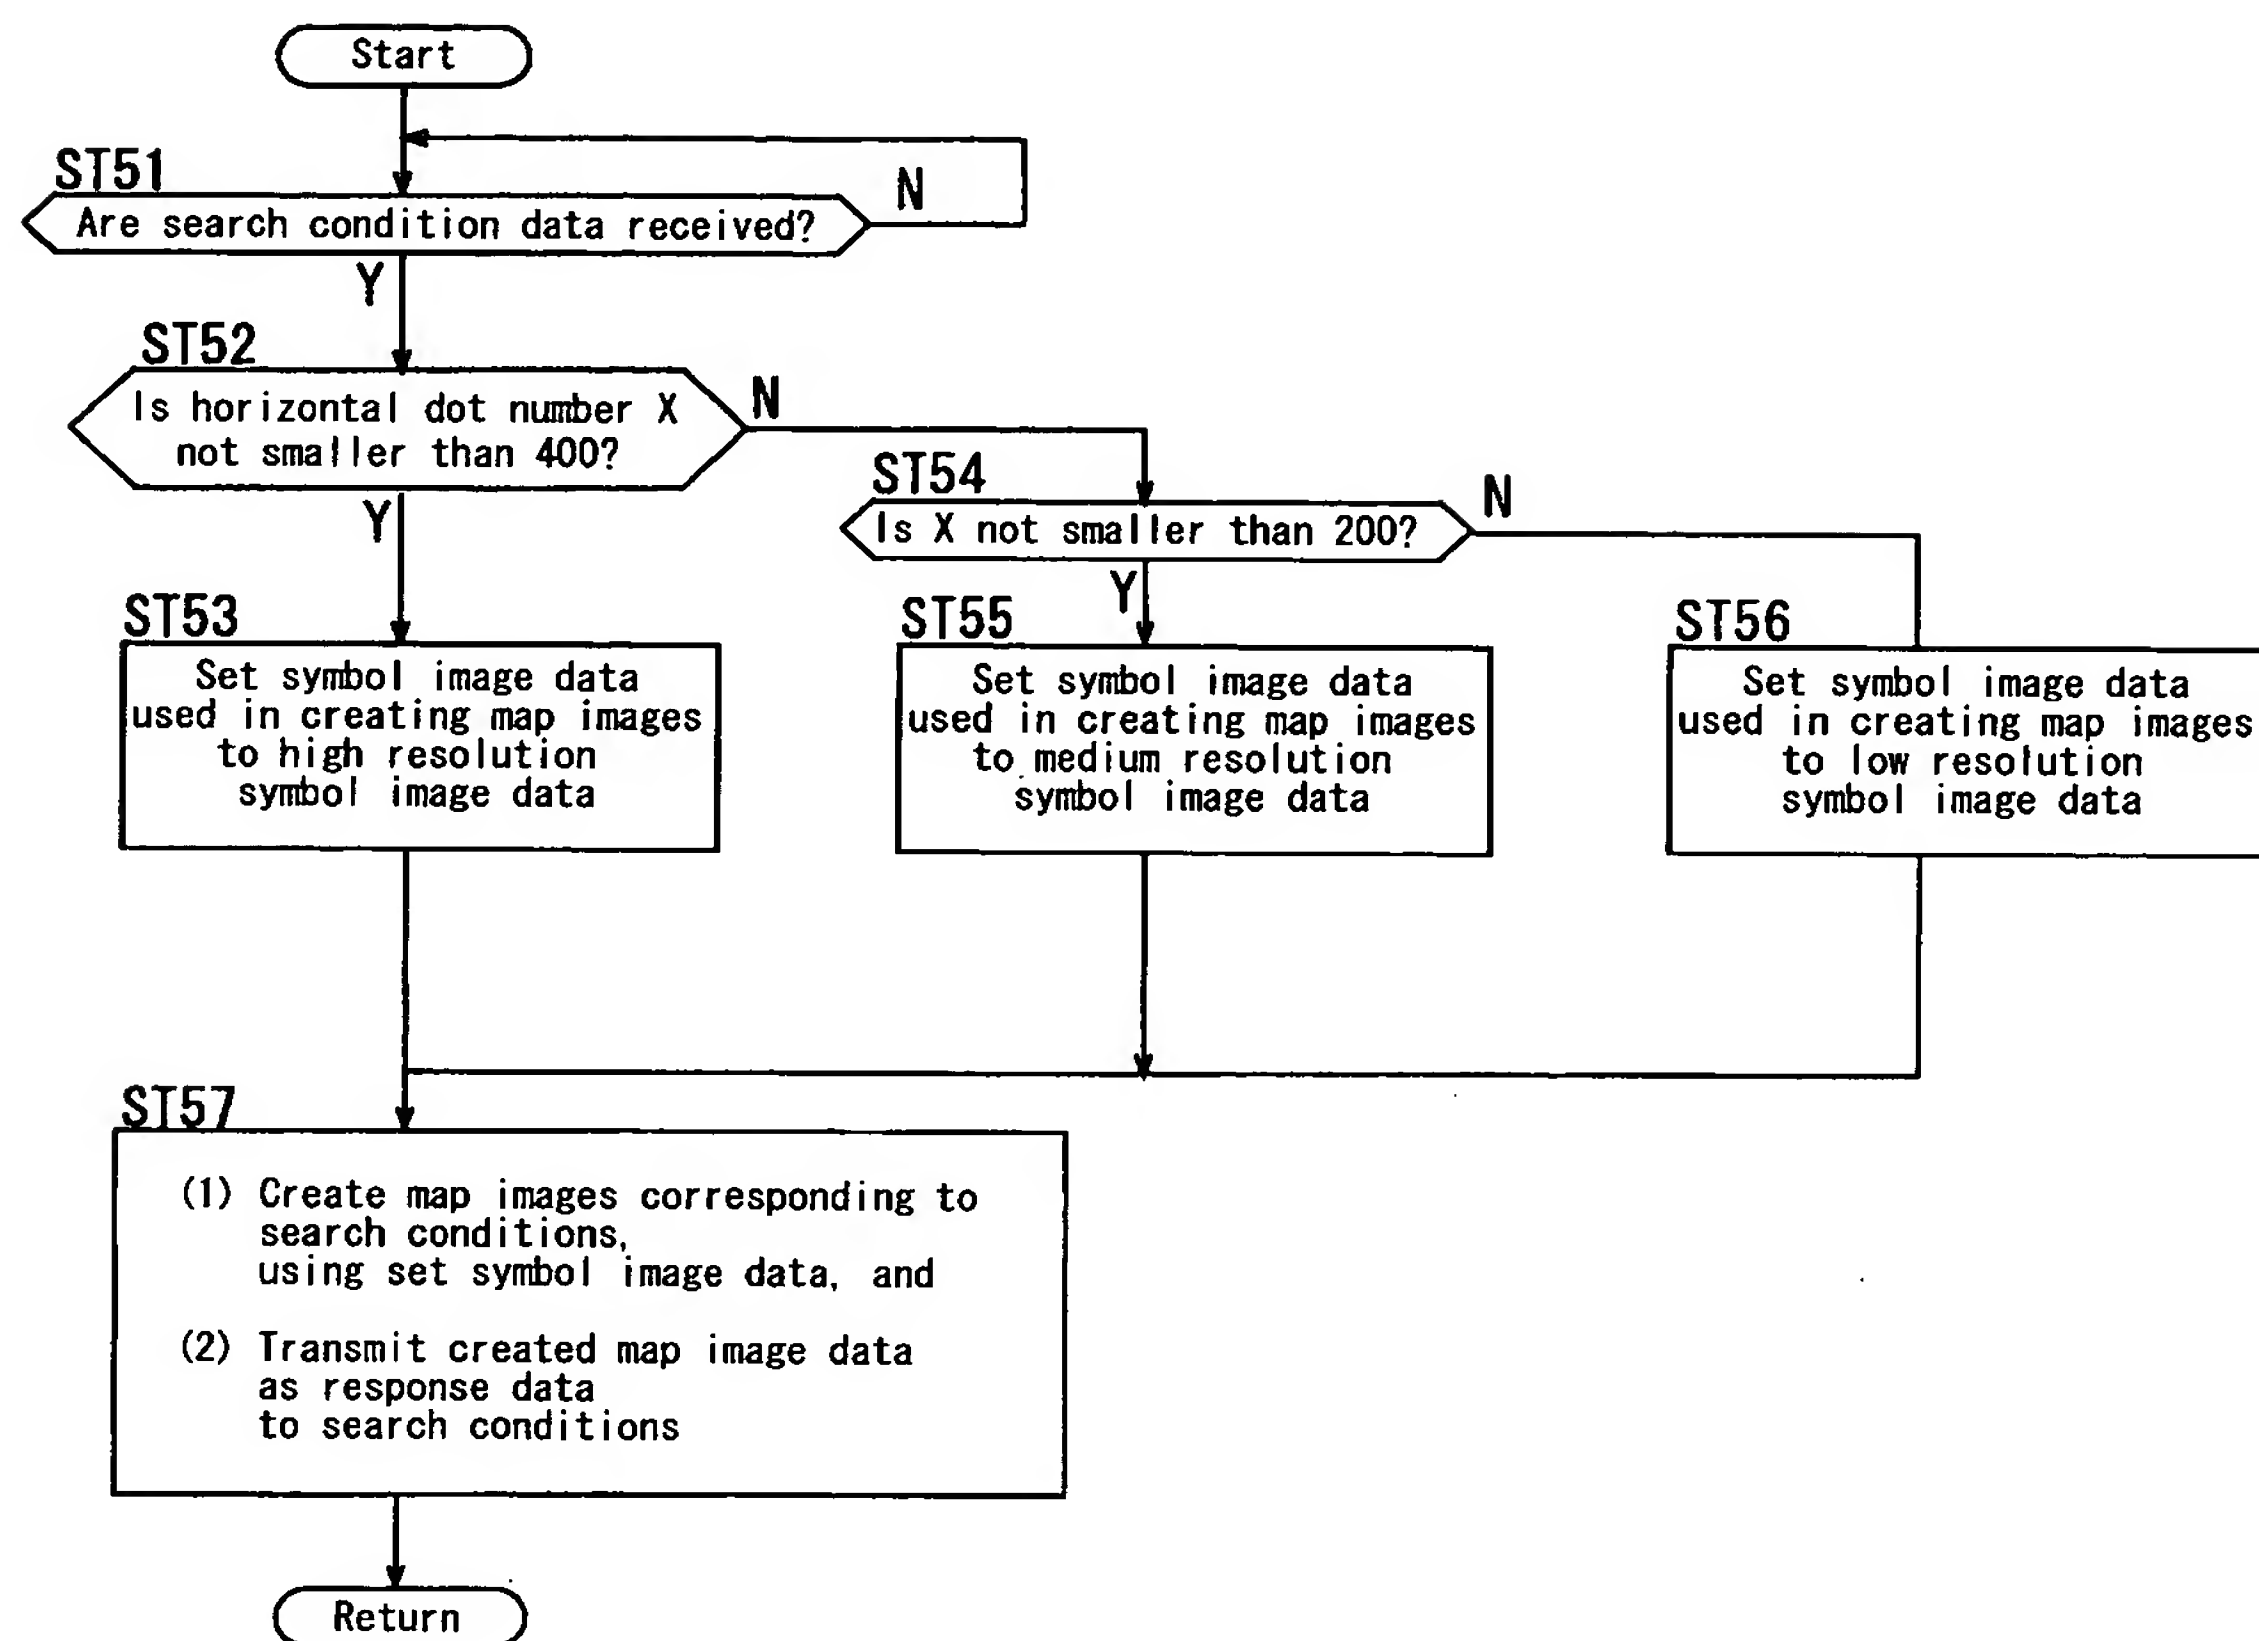 Start
ST51
Are search condition data received?
N
Y
ST52
Is horizontal dot number X
not smaller than 400?
N
Y
ST54
Is X not smaller than 200?
N
Y
ST53
Set symbol image data
used in creating map images
to high resolution
symbol image data
ST55
Set symbol image data
used in creating map images
to medium resolution
symbol image data
ST56
Set symbol image data
used in creating map images
to low resolution
symbol image data
ST57
(1) Create map images corresponding to
search conditions,
using set symbol image data, and
(2) Transmit created map image data
as response data
to search conditions
Return